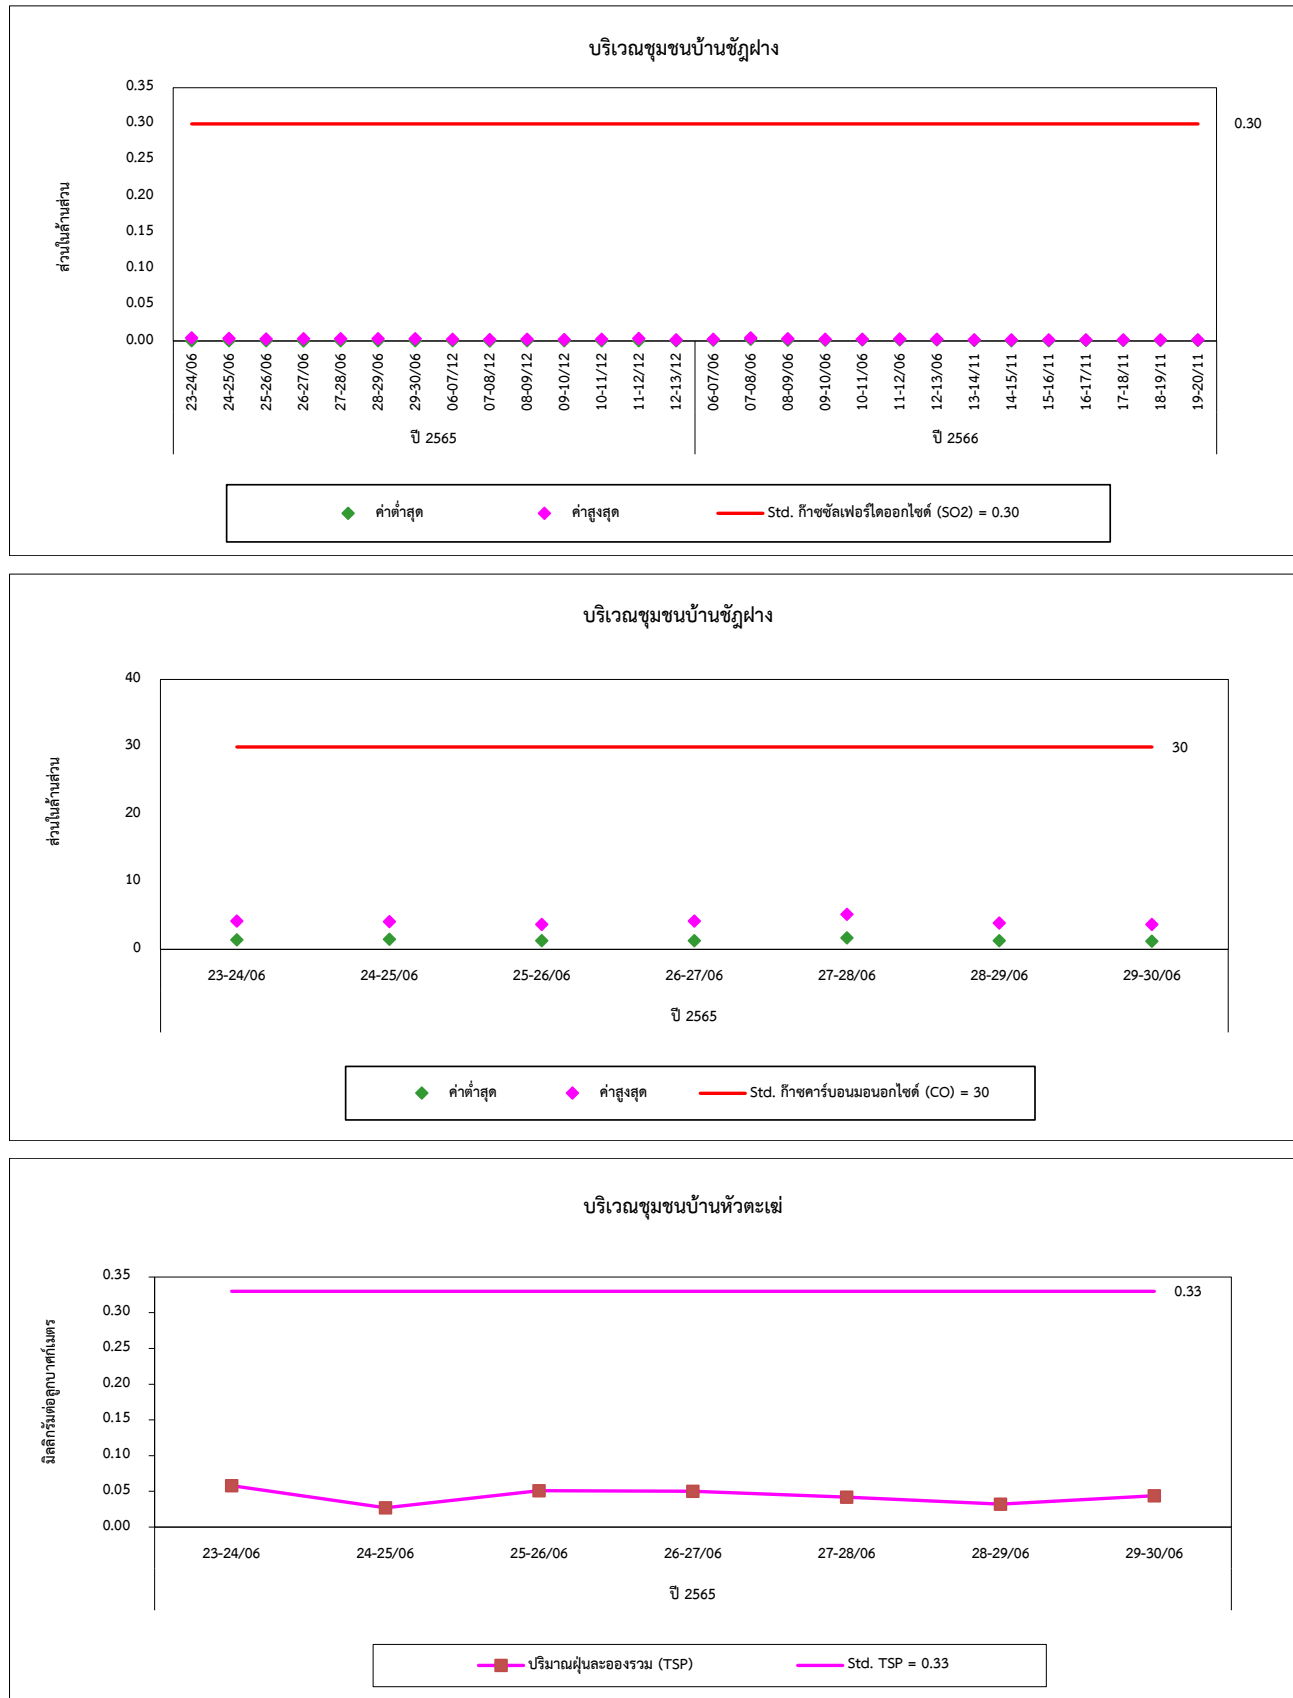 บริเวณชุมชนบ้านชัฎฝาง
ส่วนในล้านส่วน
0.35
0.30
0.25
0.20
0.15
0.10
0.05
0.00
0.30
23-24/06 24-25/06 25-26/06 26-27/06 27-28/06 28-29/06 29-30/06 06-07/12 07-08/12 08-09/12 09-10/12 10-11/12 11-12/12 12-13/12 06-07/06 07-08/06 08-09/06 09-10/06 10-11/06 11-12/06 12-13/06 13-14/11 14-15/11 15-16/11 16-17/11 17-18/11 18-19/11 19-20/11
ปี 2565 ปี 2566
ค่าต่ำสุด ค่าสูงสุด Std. ก๊าซซัลเฟอร์ไดออกไซด์ (SO2) = 0.30
บริเวณชุมชนบ้านชัฎฝาง
ส่วนในล้านส่วน
40
30
20
10
0
30
23-24/06 24-25/06 25-26/06 26-27/06 27-28/06 28-29/06 29-30/06
ปี 2565
ค่าต่ำสุด ค่าสูงสุด Std. ก๊าซคาร์บอนมอนอกไซด์ (CO) = 30
บริเวณชุมชนบ้านหัวตะเฆ่
มิลลิกรัมต่อลูกบาศก์เมตร
0.35
0.30
0.25
0.20
0.15
0.10
0.05
0.00
0.33
23-24/06 24-25/06 25-26/06 26-27/06 27-28/06 28-29/06 29-30/06
ปี 2565
ปริมาณฝุ่นละอองรวม (TSP) Std. TSP = 0.33